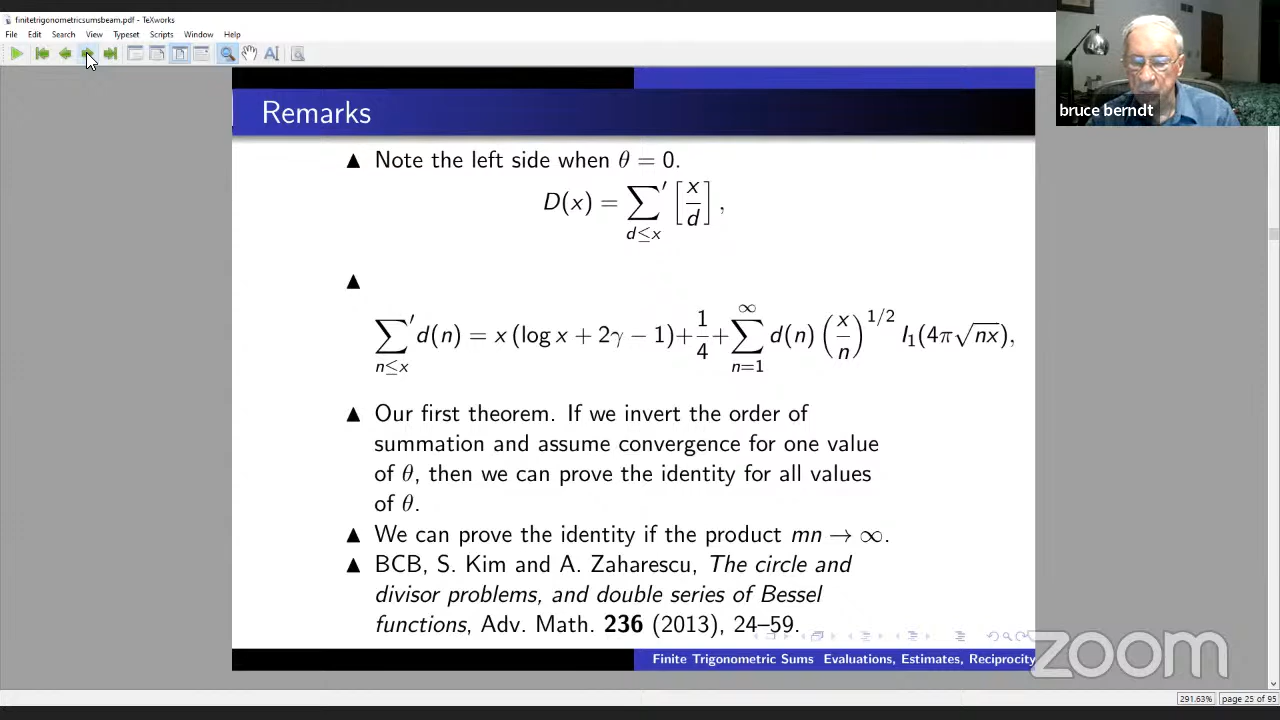 finitetrigonometricsumsbeam.pdf - TeXworks
File Edit Search View Typeset Scripts Window Help
bruce berndt
Remarks
▲ Note the left side when θ = 0.
D(x) = ∑′_{d≤x} [x/d],
▲
∑′_{n≤x} d(n) = x (log x + 2γ − 1) + 1/4 + ∑_{n=1}^{∞} d(n) (x/n)^{1/2} I₁(4π√nx),
▲ Our first theorem. If we invert the order of
summation and assume convergence for one value
of θ, then we can prove the identity for all values
of θ.
▲ We can prove the identity if the product mn → ∞.
▲ BCB, S. Kim and A. Zaharescu, The circle and
divisor problems, and double series of Bessel
functions, Adv. Math. 236 (2013), 24–59.
Finite Trigonometric Sums Evaluations, Estimates, Reciprocity
zoom
291.63% page 25 of 95